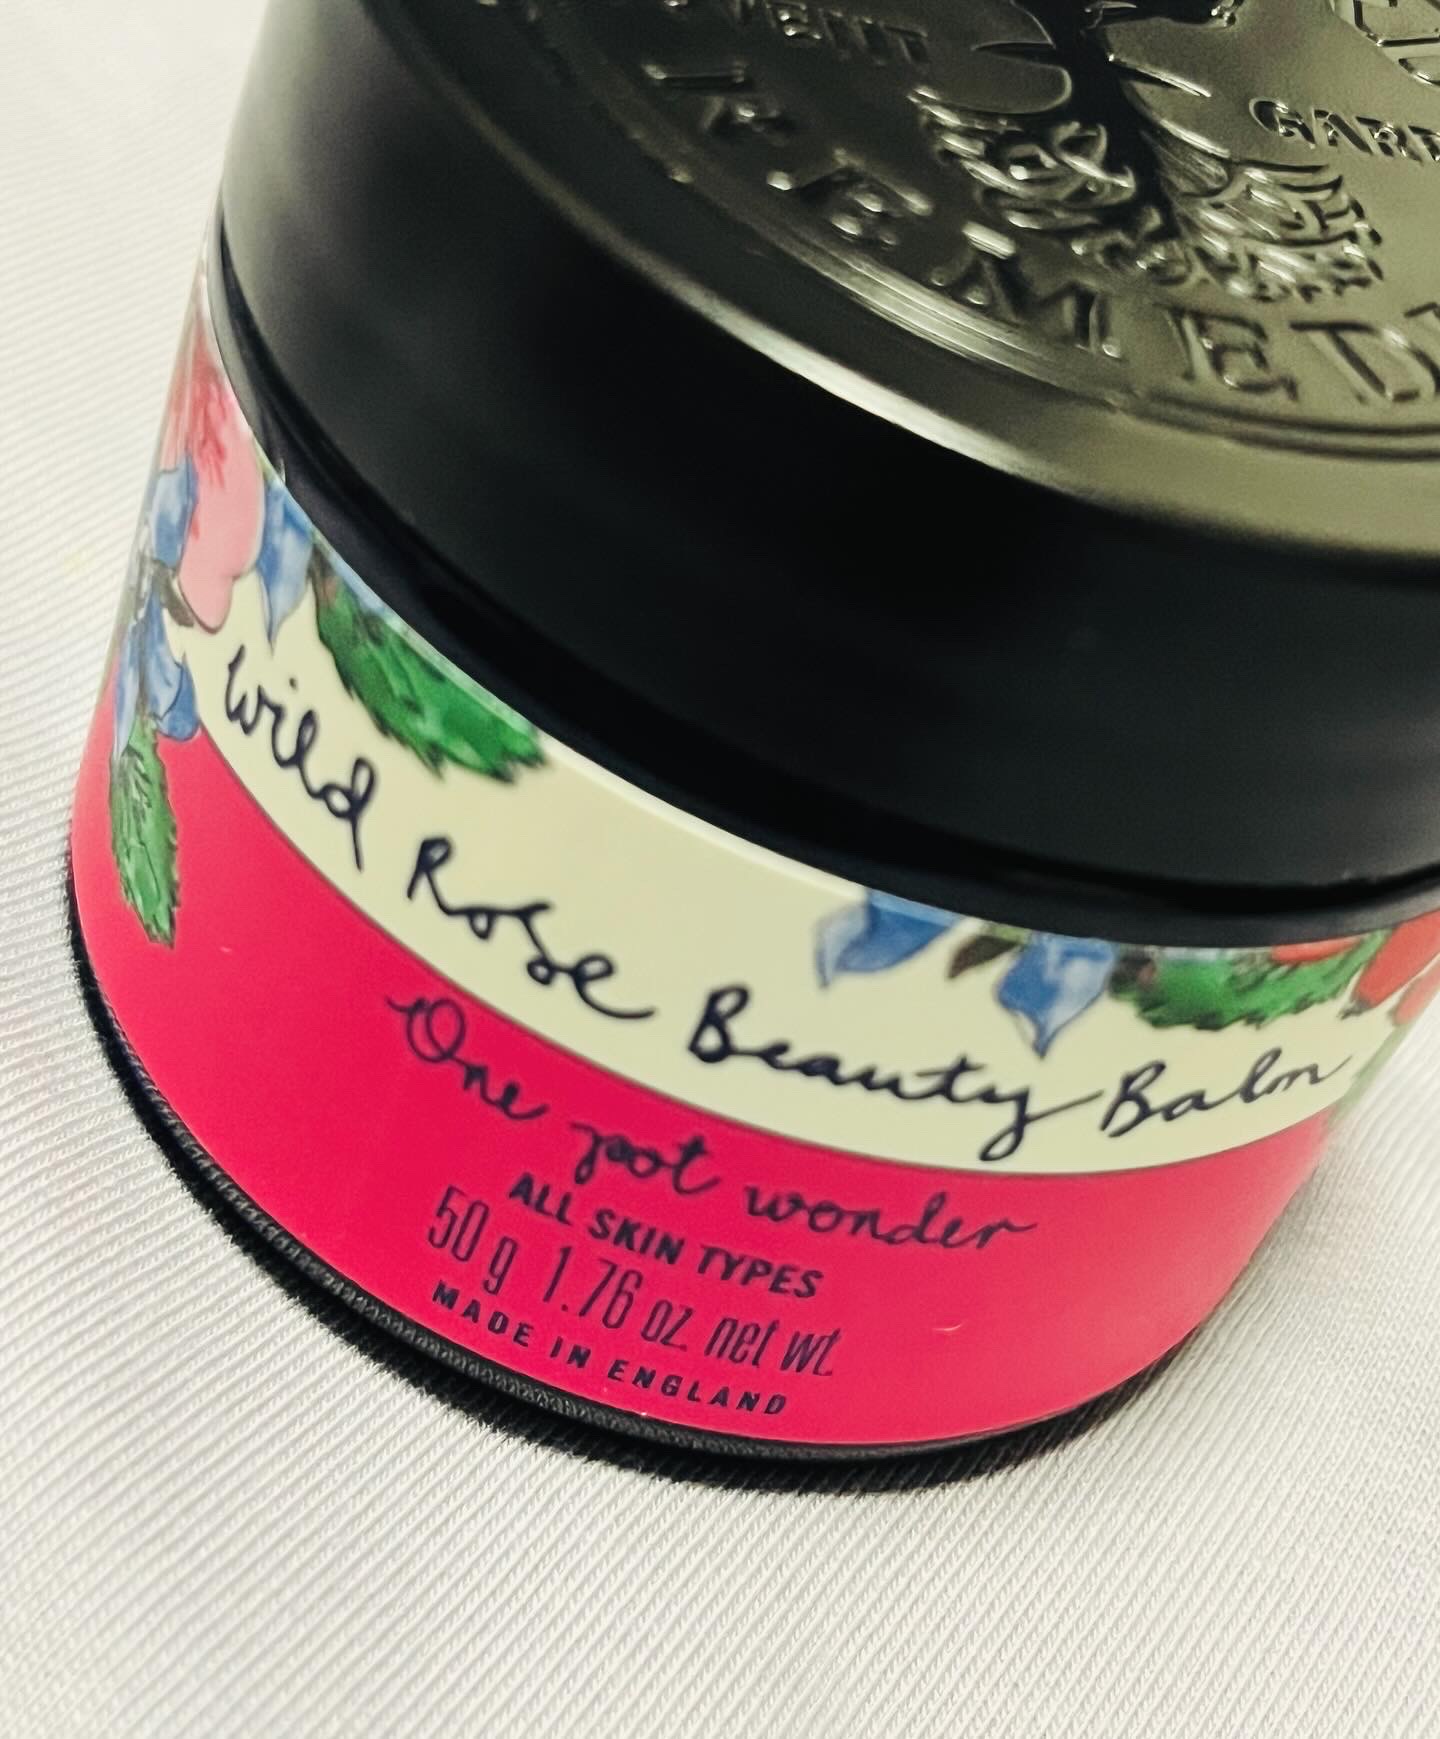 Wild Rose Beauty Balm
One pot wonder
ALL SKIN TYPES
50 g 1.76 oz net wt.
MADE IN ENGLAND